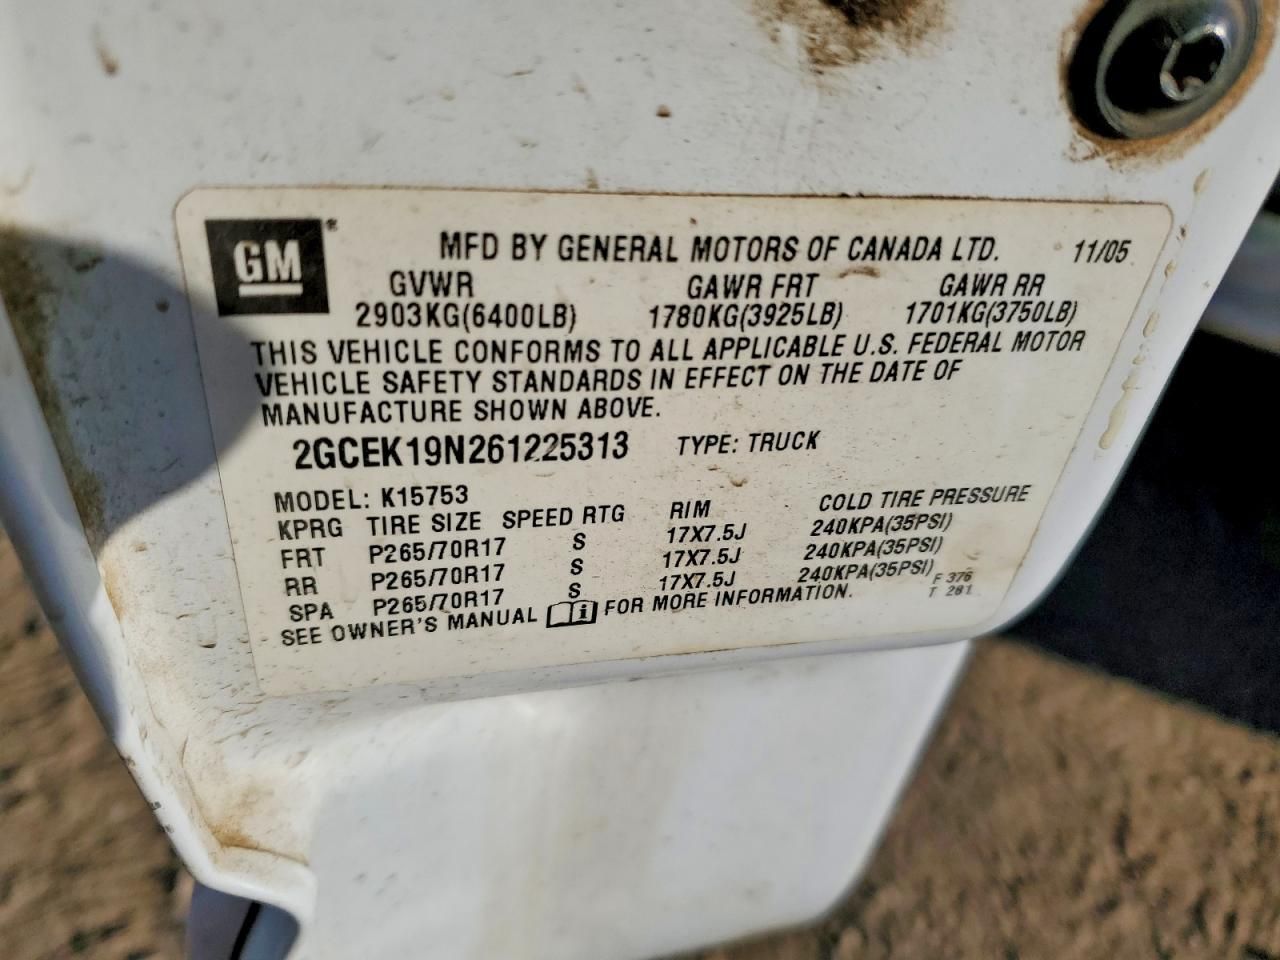 GM®
MFD BY GENERAL MOTORS OF CANADA LTD. 11/05
GVWR GAWR FRT GAWR RR
2903KG(6400LB) 1780KG(3925LB) 1701KG(3750LB)
THIS VEHICLE CONFORMS TO ALL APPLICABLE U.S. FEDERAL MOTOR
VEHICLE SAFETY STANDARDS IN EFFECT ON THE DATE OF
MANUFACTURE SHOWN ABOVE.
2GCEK19N261225313 TYPE: TRUCK
MODEL: K15753
KPRG TIRE SIZE SPEED RTG RIM COLD TIRE PRESSURE
FRT P265/70R17 S 17X7.5J 240KPA(35PSI)
RR P265/70R17 S 17X7.5J 240KPA(35PSI)
SPA P265/70R17 S 17X7.5J 240KPA(35PSI)
SEE OWNER'S MANUAL i FOR MORE INFORMATION.
F 376
T 281